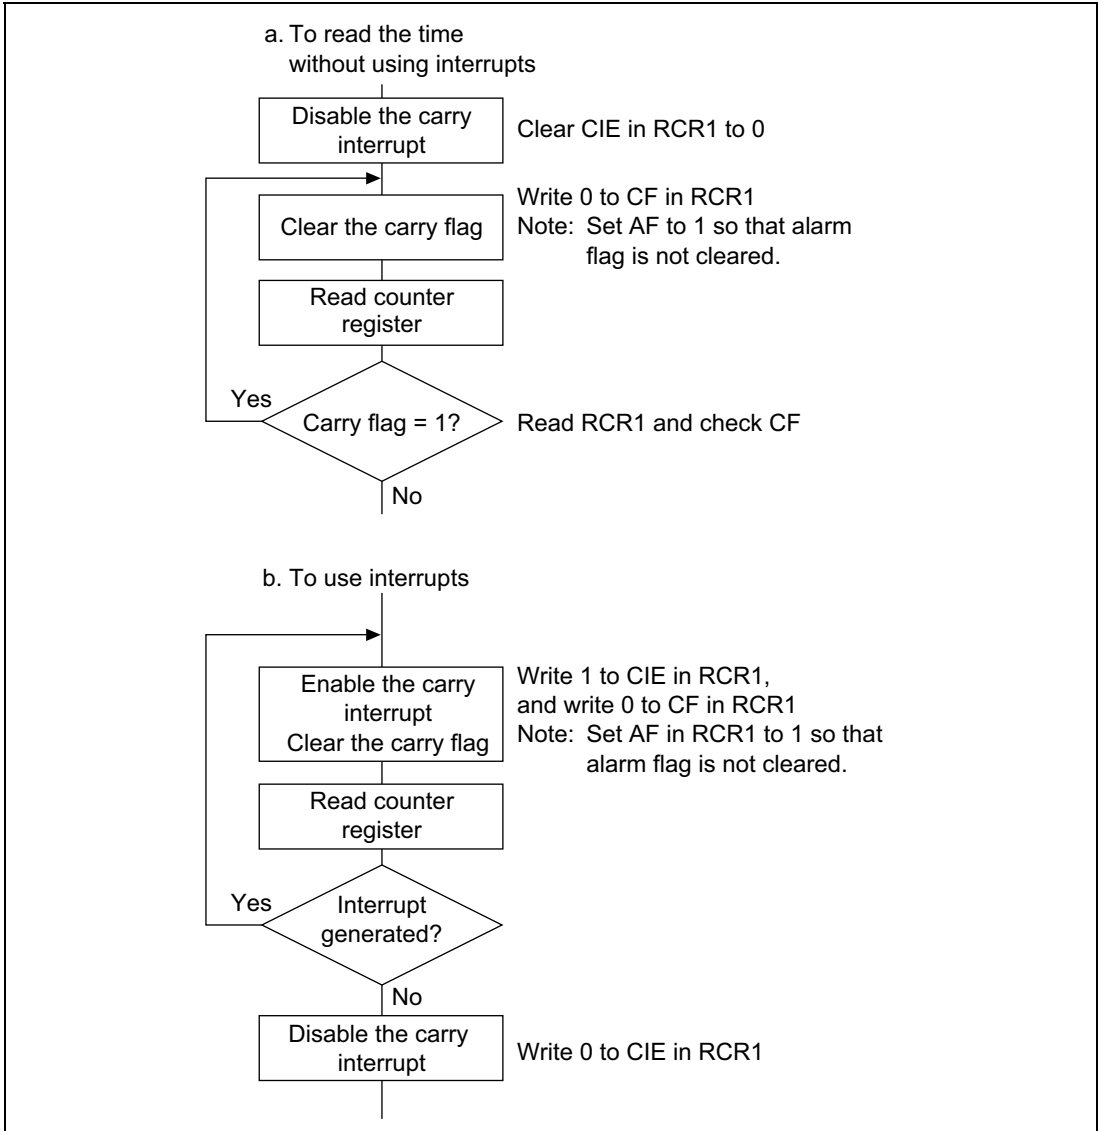 a. To read the time
without using interrupts
Disable the carry
interrupt
Clear CIE in RCR1 to 0
Clear the carry flag
Write 0 to CF in RCR1
Note: Set AF to 1 so that alarm
flag is not cleared.
Read counter
register
Yes
Carry flag = 1?
Read RCR1 and check CF
No
b. To use interrupts
Enable the carry
interrupt
Clear the carry flag
Write 1 to CIE in RCR1,
and write 0 to CF in RCR1
Note: Set AF in RCR1 to 1 so that
alarm flag is not cleared.
Read counter
register
Yes
Interrupt
generated?
No
Disable the carry
interrupt
Write 0 to CIE in RCR1